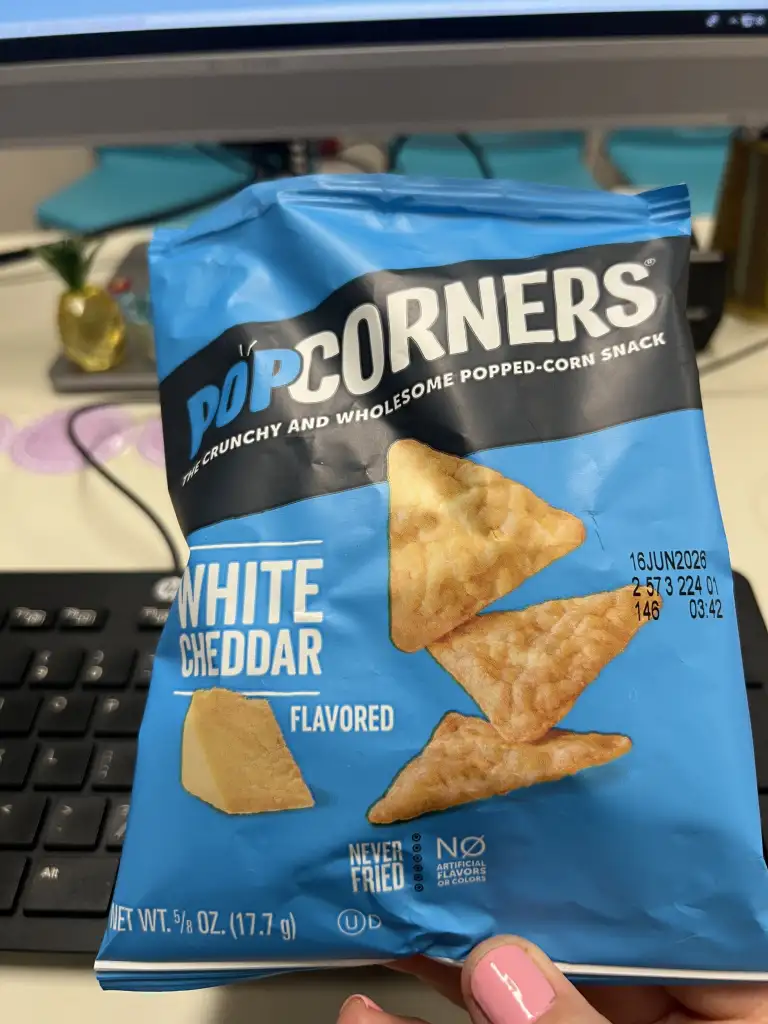 POPCORNERS®
THE CRUNCHY AND WHOLESOME POPPED-CORN SNACK
16JUN2026
2 57 3 224 01
146 03:42
WHITE
CHEDDAR
FLAVORED
NEVER
FRIED
NO
ARTIFICIAL
FLAVORS
OR COLORS
NET WT. 5/8 OZ. (17.7 g)
U D
Alt